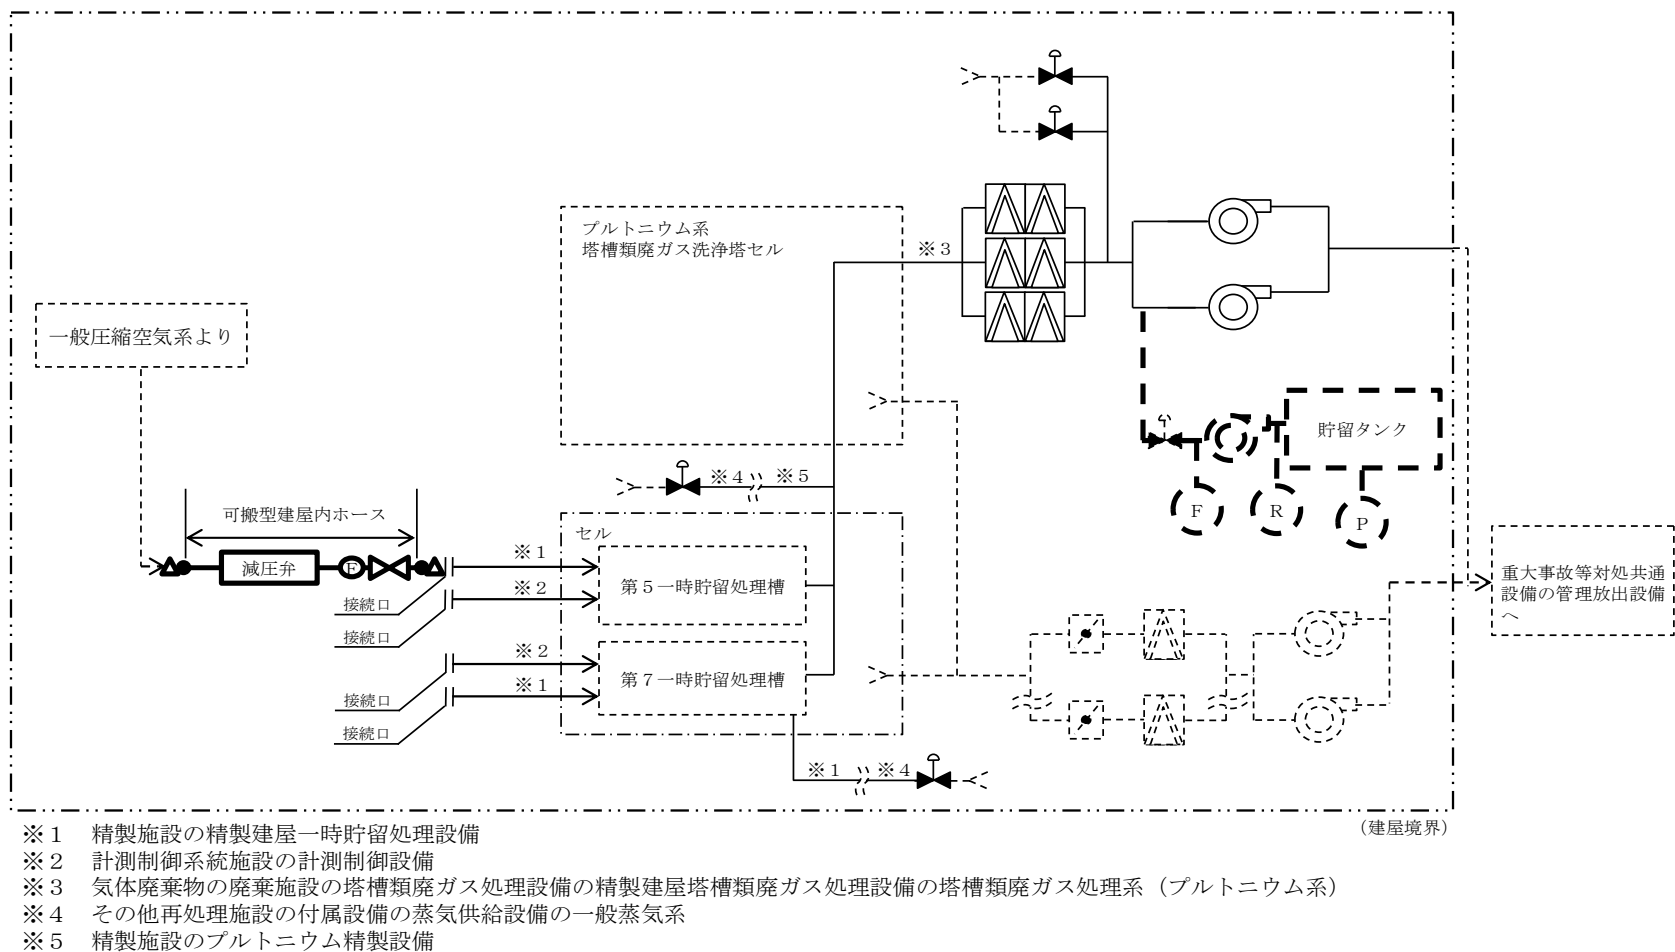 プルトニウム系
塔槽類廃ガス洗浄塔セル
※３
一般圧縮空気系より
貯留タンク
※４
※５
F
R
P
可搬型建屋内ホース
セル
※１
減圧弁
F
第５一時貯留処理槽
※２
接続口
接続口
重大事故等対処共通
設備の管理放出設備
へ
※２
第７一時貯留処理槽
※１
接続口
接続口
※１
※４
（建屋境界）
※１　精製施設の精製建屋一時貯留処理設備
※２　計測制御系統施設の計測制御設備
※３　気体廃棄物の廃棄施設の塔槽類廃ガス処理設備の精製建屋塔槽類廃ガス処理設備の塔槽類廃ガス処理系（プルトニウム系）
※４　その他再処理施設の付属設備の蒸気供給設備の一般蒸気系
※５　精製施設のプルトニウム精製設備